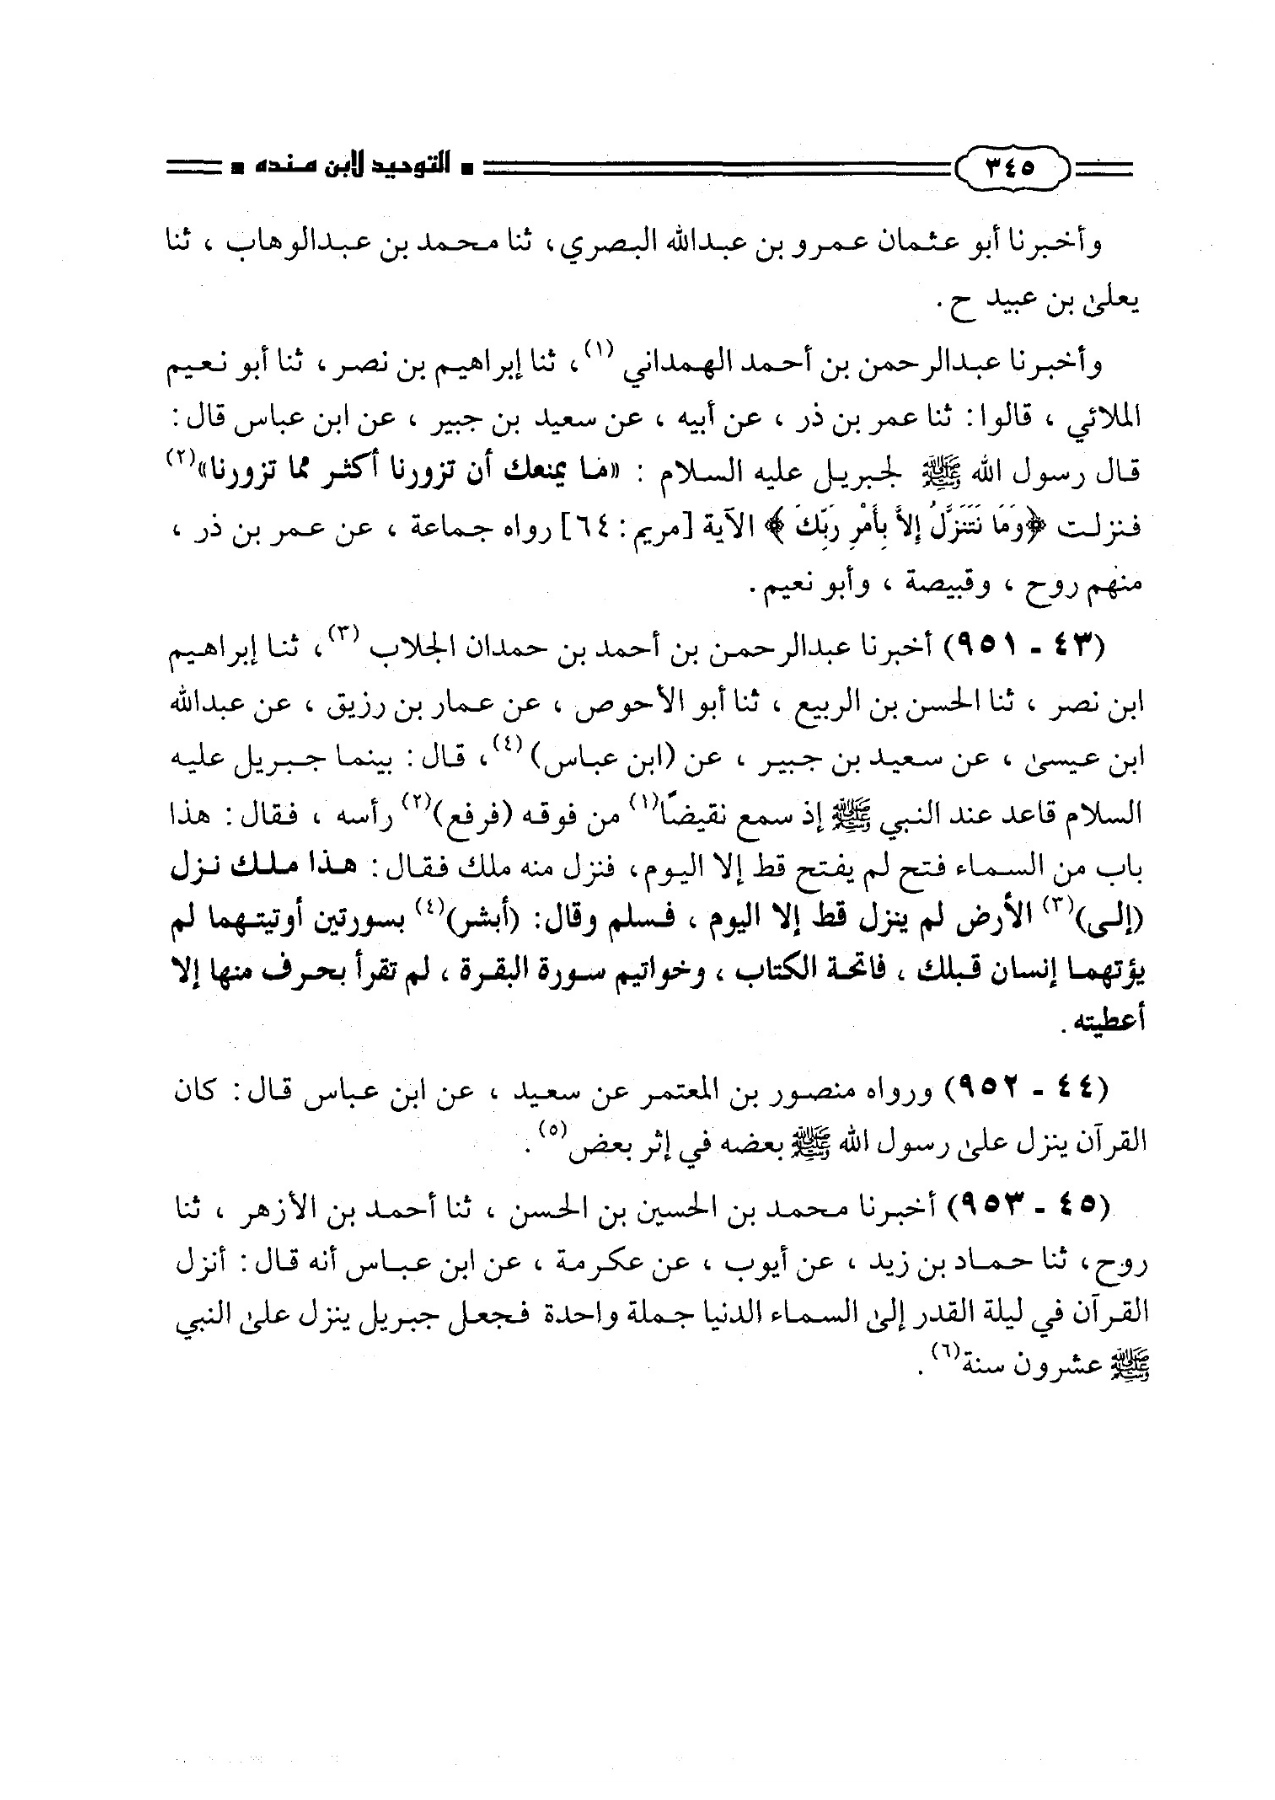 ٣٤٥ ■ التوحيد لابن منده ■
وأخبرنا أبو عثمان عمرو بن عبدالله البصري، ثنا محمد بن عبدالوهاب ، ثنا
يعلىٰ بن عبيد ح.
وأخبرنا عبدالرحمن بن أحمد الهمداني (١)، ثنا إبراهيم بن نصر ، ثنا أبو نعيم
الملائي ، قالوا: ثنا عمر بن ذر ، عن أبيه ، عن سعيد بن جبير ، عن ابن عباس قال:
قال رسول الله ﷺ لجبريل عليه السلام : «ما يمنعك أن تزورنا أكثر مما تزورنا»(٢)
فنزلت ﴿وَمَا نَتَنَزَّلُ إِلاَّ بِأَمْرِ رَبِّكَ ﴾ الآية [مريم: ٦٤] رواه جماعة ، عن عمر بن ذر ،
منهم روح ، وقبيصة ، وأبو نعيم.
(٤٣ - ٩٥١) أخبرنا عبدالرحمن بن أحمد بن حمدان الجلاب (٣)، ثنا إبراهيم
ابن نصر ، ثنا الحسن بن الربيع ، ثنا أبو الأحوص ، عن عمار بن رزيق ، عن عبدالله
ابن عيسىٰ ، عن سعيد بن جبير ، عن (ابن عباس)(٤)، قال: بينما جبريل عليه
السلام قاعد عند النبي ﷺ إذ سمع نقيضًا(١) من فوقه (فرفع)(٢) رأسه ، فقال: هذا
باب من السماء فتح لم يفتح قط إلا اليوم، فنزل منه ملك فقال: هذا ملك نزل
(إلى)(٣) الأرض لم ينزل قط إلا اليوم ، فسلم وقال: (أبشر)(٤) بسورتين أوتيتهما لم
يؤتهما إنسان قبلك ، فاتحة الكتاب ، وخواتيم سورة البقرة ، لم تقرأ بحرف منها إلا
أعطيته .
(٤٤ - ٩٥٢) ورواه منصور بن المعتمر عن سعيد ، عن ابن عباس قال: كان
القرآن ينزل علىٰ رسول الله ﷺ بعضه في إثر بعض(٥).
(٤٥ - ٩٥٣) أخبرنا محمد بن الحسين بن الحسن ، ثنا أحمد بن الأزهر ، ثنا
روح، ثنا حماد بن زيد ، عن أيوب ، عن عكرمة ، عن ابن عباس أنه قال: أنزل
القرآن في ليلة القدر إلىٰ السماء الدنيا جملة واحدة فجعل جبريل ينزل علىٰ النبي
ﷺ عشرون سنة(٦).